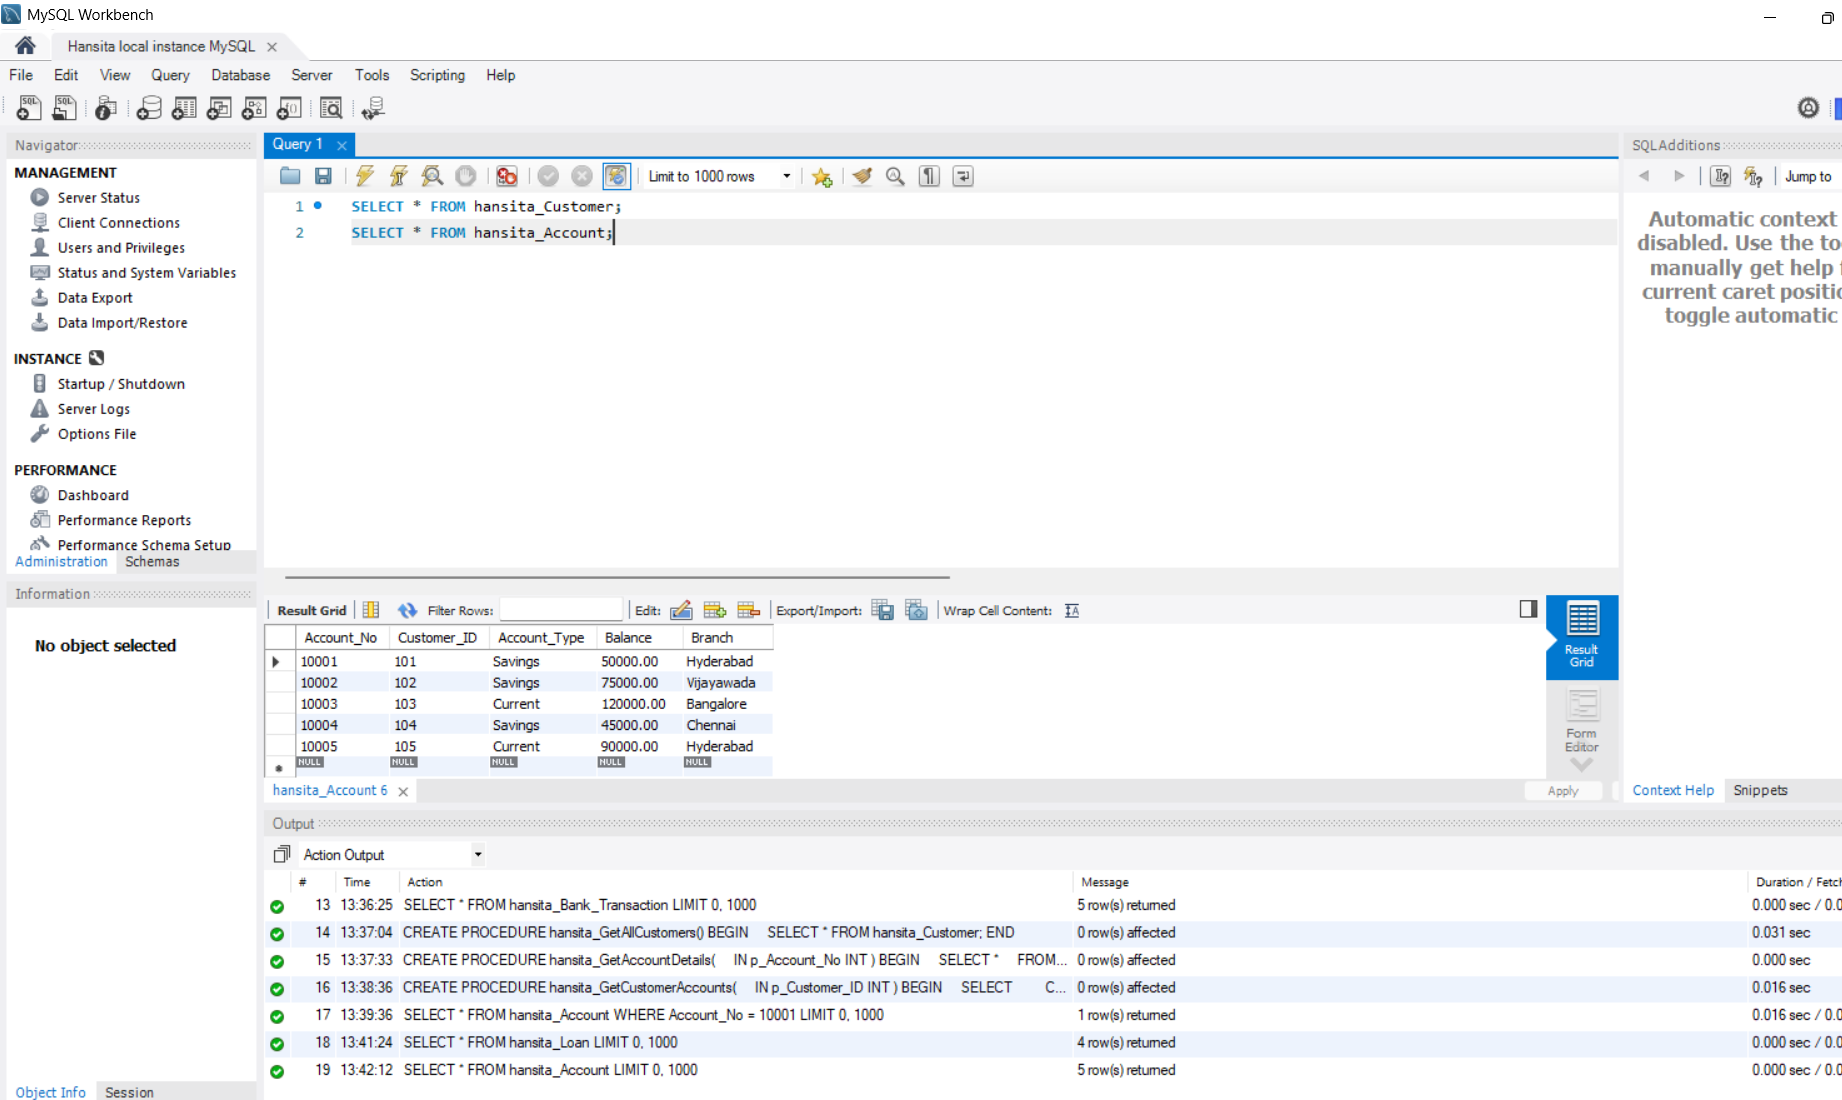 MySQL Workbench
Hansita local instance MySQL
File Edit View Query Database Server Tools Scripting Help
Navigator
MANAGEMENT
Server Status
Client Connections
Users and Privileges
Status and System Variables
Data Export
Data Import/Restore
INSTANCE
Startup / Shutdown
Server Logs
Options File
PERFORMANCE
Dashboard
Performance Reports
Performance Schema Setup
Administration Schemas
Information
No object selected
Object Info Session
Query 1
Limit to 1000 rows
1 SELECT * FROM hansita_Customer;
2 SELECT * FROM hansita_Account;
Result Grid Filter Rows: Edit: Export/Import: Wrap Cell Content:
Account_No Customer_ID Account_Type Balance Branch
10001 101 Savings 50000.00 Hyderabad
10002 102 Savings 75000.00 Vijayawada
10003 103 Current 120000.00 Bangalore
10004 104 Savings 45000.00 Chennai
10005 105 Current 90000.00 Hyderabad
NULL NULL NULL NULL NULL
Result
Grid
Form
Editor
hansita_Account 6
Apply
Output
Action Output
# Time Action Message Duration / Fetch
13 13:36:25 SELECT * FROM hansita_Bank_Transaction LIMIT 0, 1000 5 row(s) returned 0.000 sec / 0.0
14 13:37:04 CREATE PROCEDURE hansita_GetAllCustomers() BEGIN SELECT * FROM hansita_Customer; END 0 row(s) affected 0.031 sec
15 13:37:33 CREATE PROCEDURE hansita_GetAccountDetails( IN p_Account_No INT ) BEGIN SELECT * FROM... 0 row(s) affected 0.000 sec
16 13:38:36 CREATE PROCEDURE hansita_GetCustomerAccounts( IN p_Customer_ID INT ) BEGIN SELECT C... 0 row(s) affected 0.016 sec
17 13:39:36 SELECT * FROM hansita_Account WHERE Account_No = 10001 LIMIT 0, 1000 1 row(s) returned 0.016 sec / 0.0
18 13:41:24 SELECT * FROM hansita_Loan LIMIT 0, 1000 4 row(s) returned 0.000 sec / 0.0
19 13:42:12 SELECT * FROM hansita_Account LIMIT 0, 1000 5 row(s) returned 0.000 sec / 0.0
SQLAdditions
Jump to
Automatic context
disabled. Use the to
manually get help
current caret positi
toggle automatic
Context Help Snippets